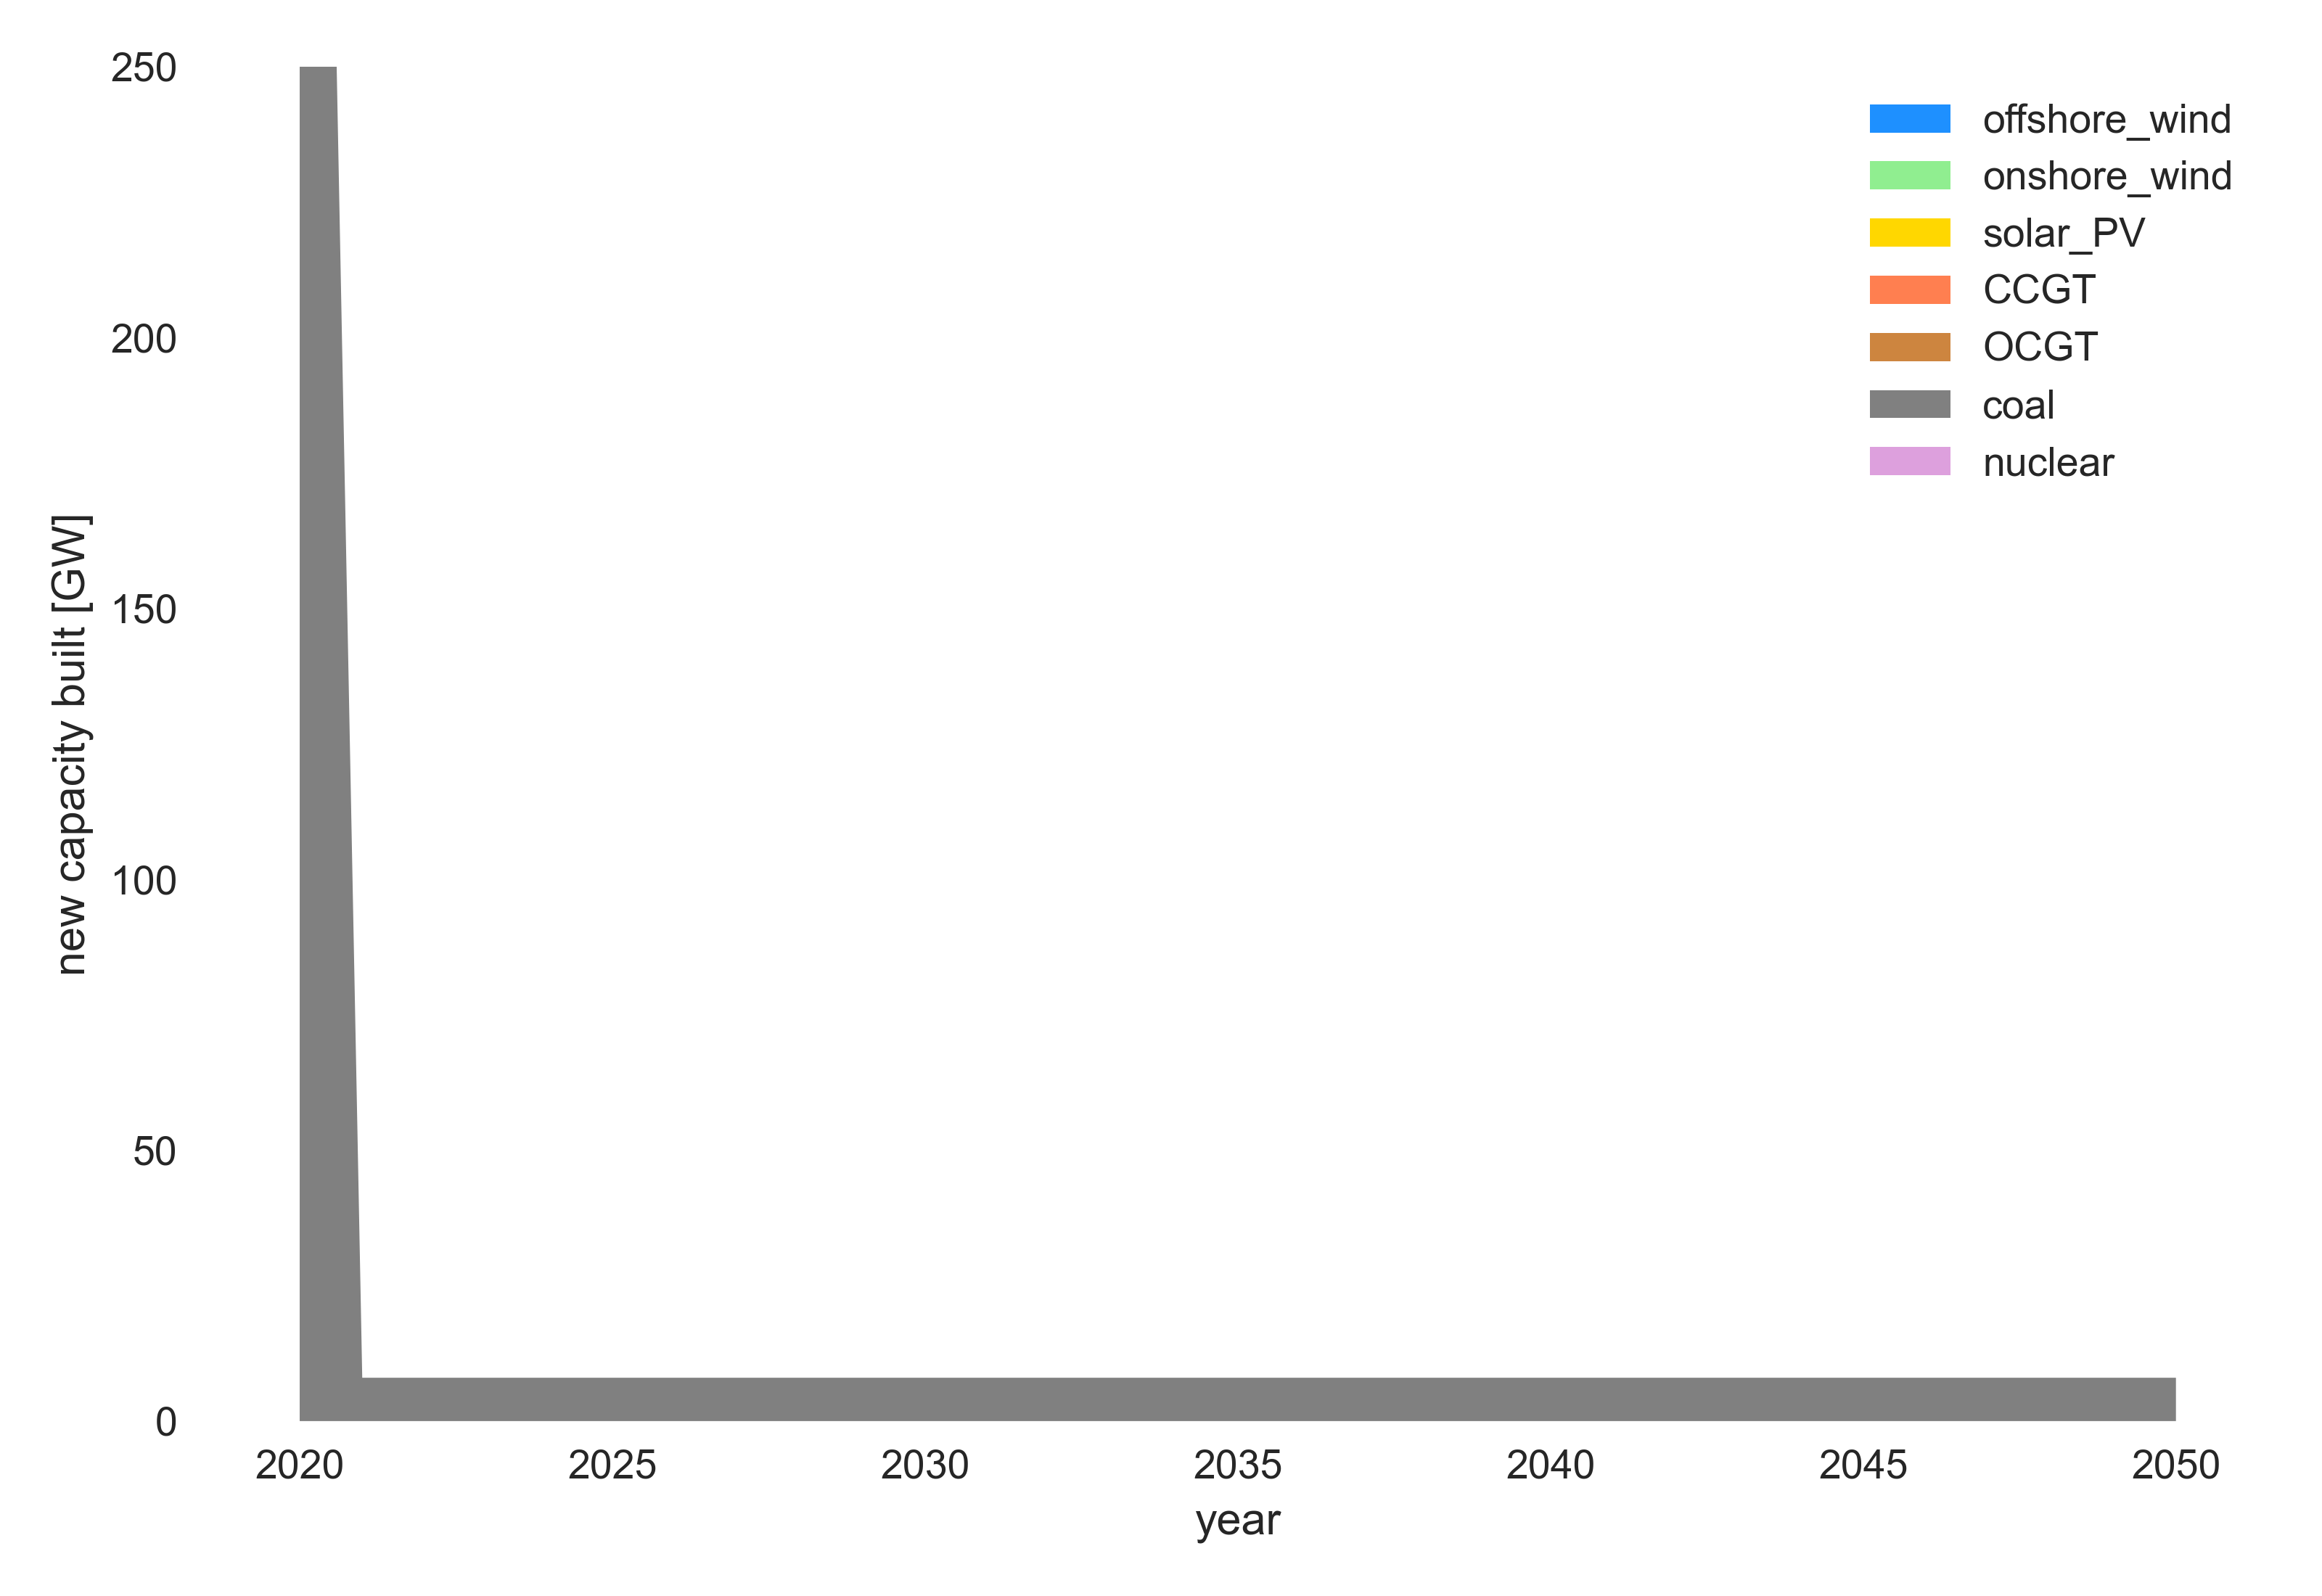 250
200
150
100
50
0
new capacity built [GW]
2020 2025 2030 2035 2040 2045 2050
year
offshore_wind
onshore_wind
solar_PV
CCGT
OCGT
coal
nuclear